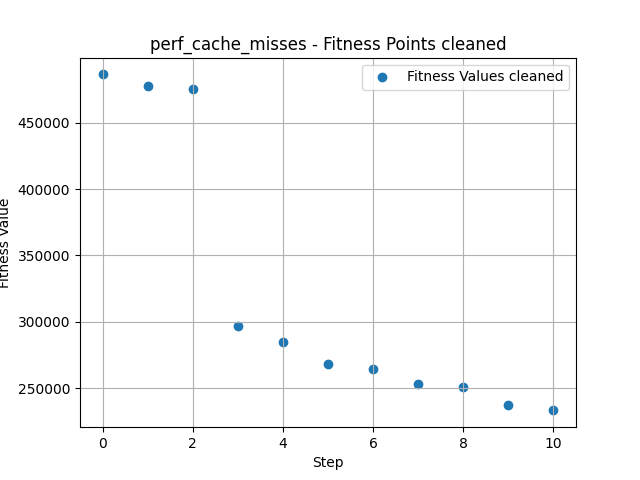 perf_cache_misses - Fitness Points cleaned
Fitness Values cleaned
Fitness Value
450000
400000
350000
300000
250000
0 2 4 6 8 10
Step